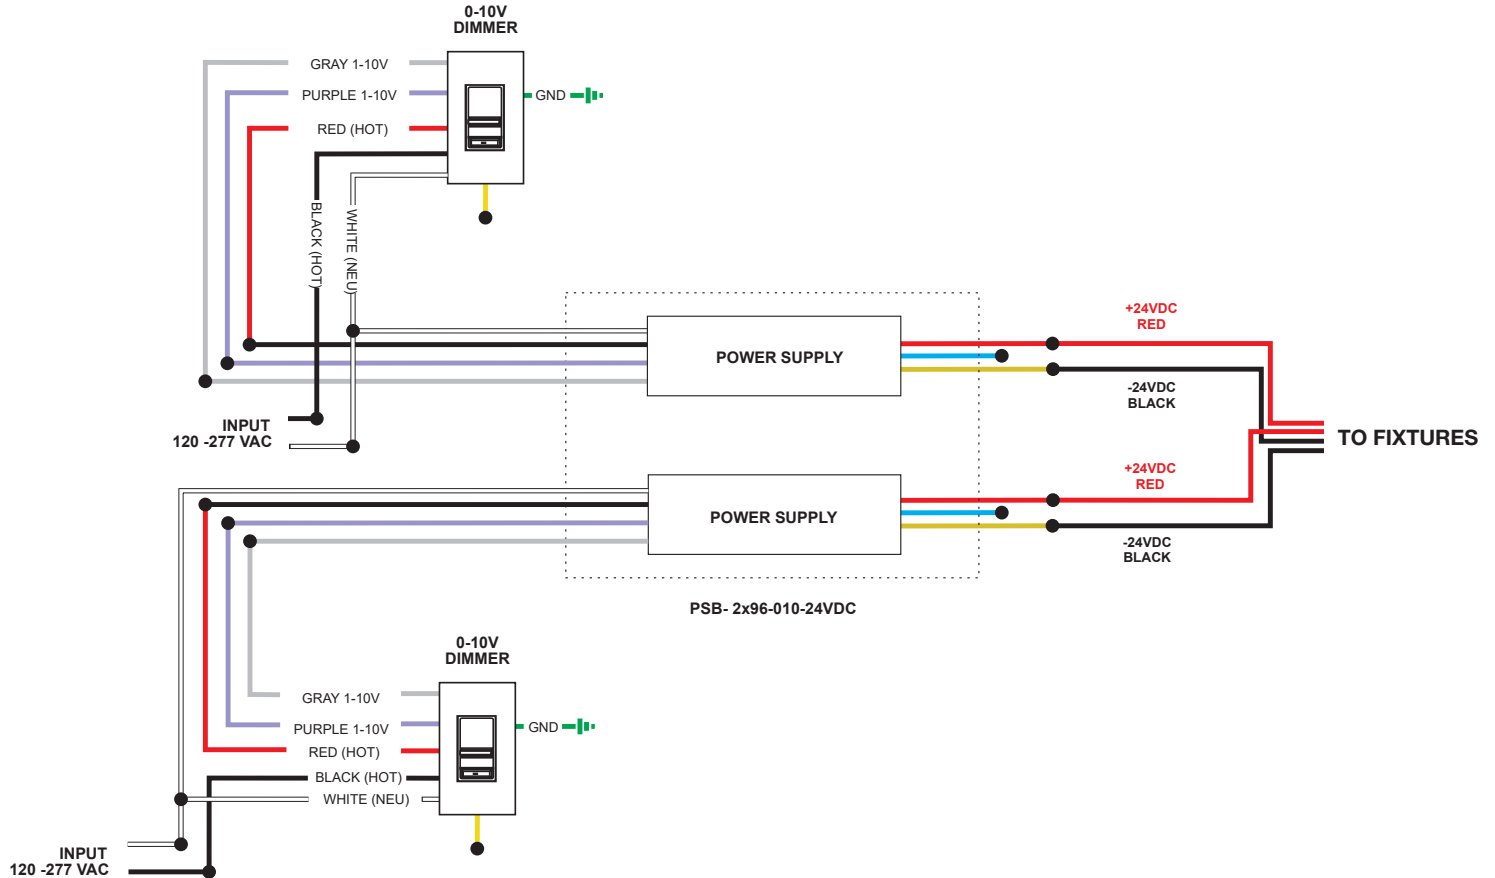 0-10V
DIMMER
GRAY 1-10V
PURPLE 1-10V
GND
RED (HOT)
BLACK (HOT)
WHITE (NEU)
+24VDC
RED
POWER SUPPLY
-24VDC
BLACK
INPUT
120 -277 VAC
TO FIXTURES
+24VDC
RED
POWER SUPPLY
-24VDC
BLACK
PSB- 2x96-010-24VDC
0-10V
DIMMER
GRAY 1-10V
PURPLE 1-10V
GND
RED (HOT)
BLACK (HOT)
WHITE (NEU)
INPUT
120 -277 VAC